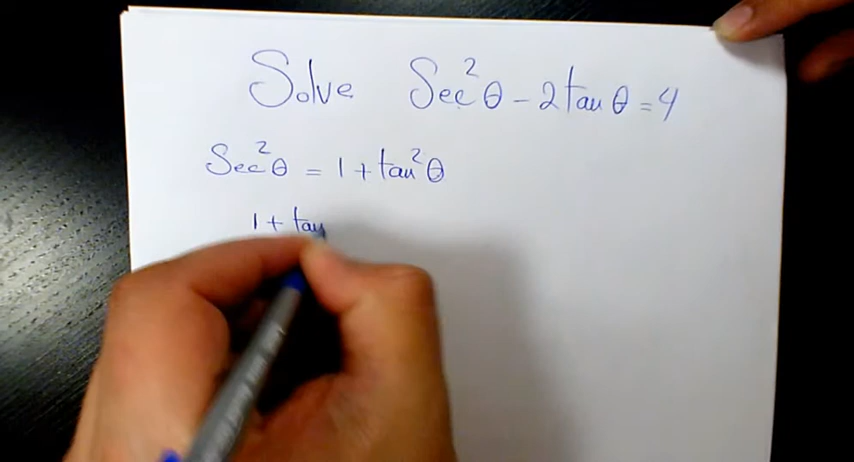 Solve Sec²θ - 2tanθ = 4
Sec²θ = 1 + tan²θ
1 + tan